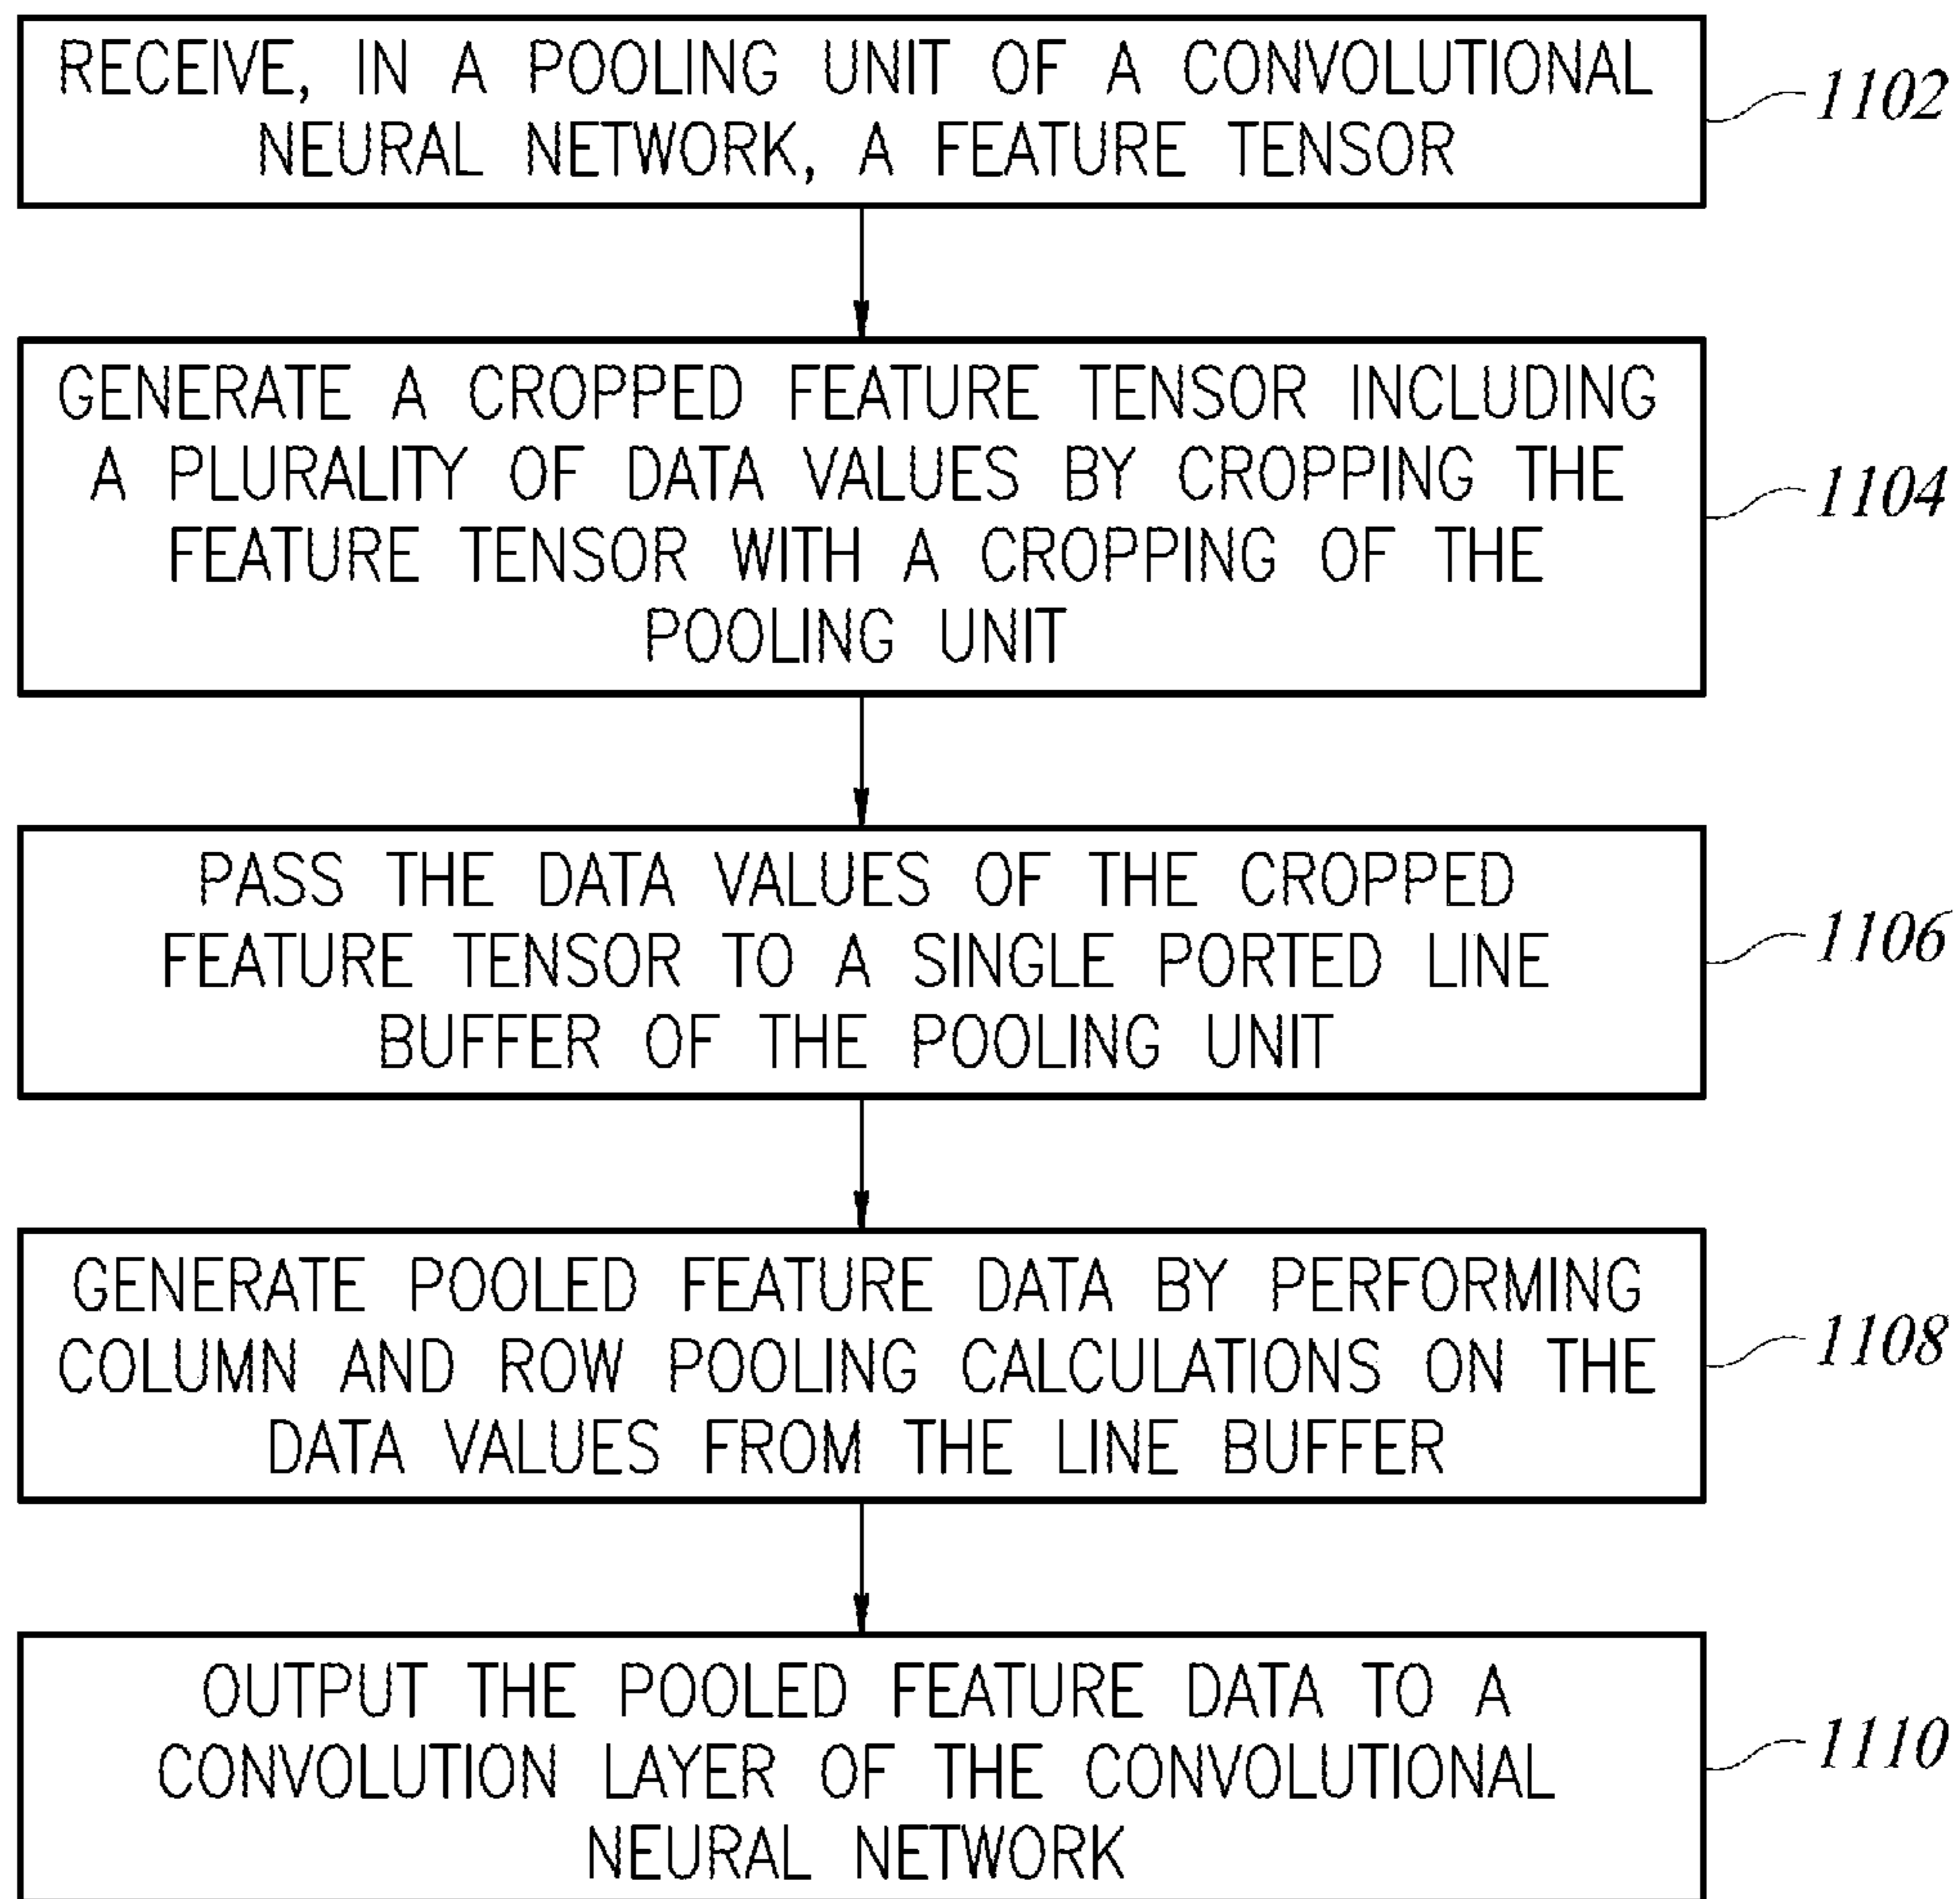 RECEIVE, IN A POOLING UNIT OF A CONVOLUTIONAL
NEURAL NETWORK, A FEATURE TENSOR
1102
GENERATE A CROPPED FEATURE TENSOR INCLUDING
A PLURALITY OF DATA VALUES BY CROPPING THE
FEATURE TENSOR WITH A CROPPING OF THE
POOLING UNIT
1104
PASS THE DATA VALUES OF THE CROPPED
FEATURE TENSOR TO A SINGLE PORTED LINE
BUFFER OF THE POOLING UNIT
1106
GENERATE POOLED FEATURE DATA BY PERFORMING
COLUMN AND ROW POOLING CALCULATIONS ON THE
DATA VALUES FROM THE LINE BUFFER
1108
OUTPUT THE POOLED FEATURE DATA TO A
CONVOLUTION LAYER OF THE CONVOLUTIONAL
NEURAL NETWORK
1110